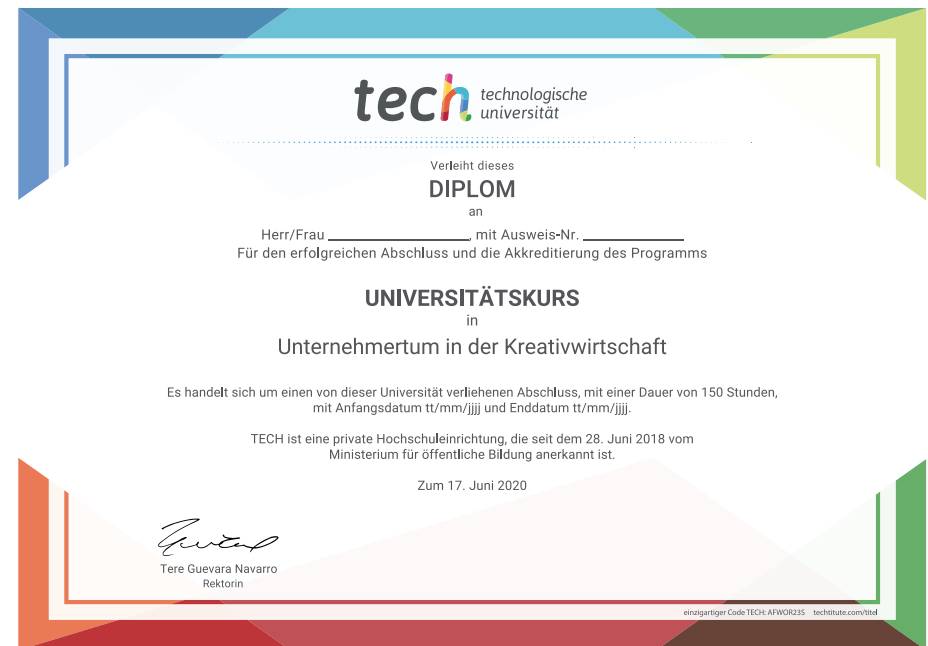 tech technologische
universität
Verleiht dieses
DIPLOM
an
Herr/Frau ____________________, mit Ausweis-Nr. ______________
Für den erfolgreichen Abschluss und die Akkreditierung des Programms
UNIVERSITÄTSKURS
in
Unternehmertum in der Kreativwirtschaft
Es handelt sich um einen von dieser Universität verliehenen Abschluss, mit einer Dauer von 150 Stunden,
mit Anfangsdatum tt/mm/jjjj und Enddatum tt/mm/jjjj.
TECH ist eine private Hochschuleinrichtung, die seit dem 28. Juni 2018 vom
Ministerium für öffentliche Bildung anerkannt ist.
Zum 17. Juni 2020
Tere Guevara Navarro
Rektorin
einzigartiger Code TECH: AFWOR23S techtitute.com/titel